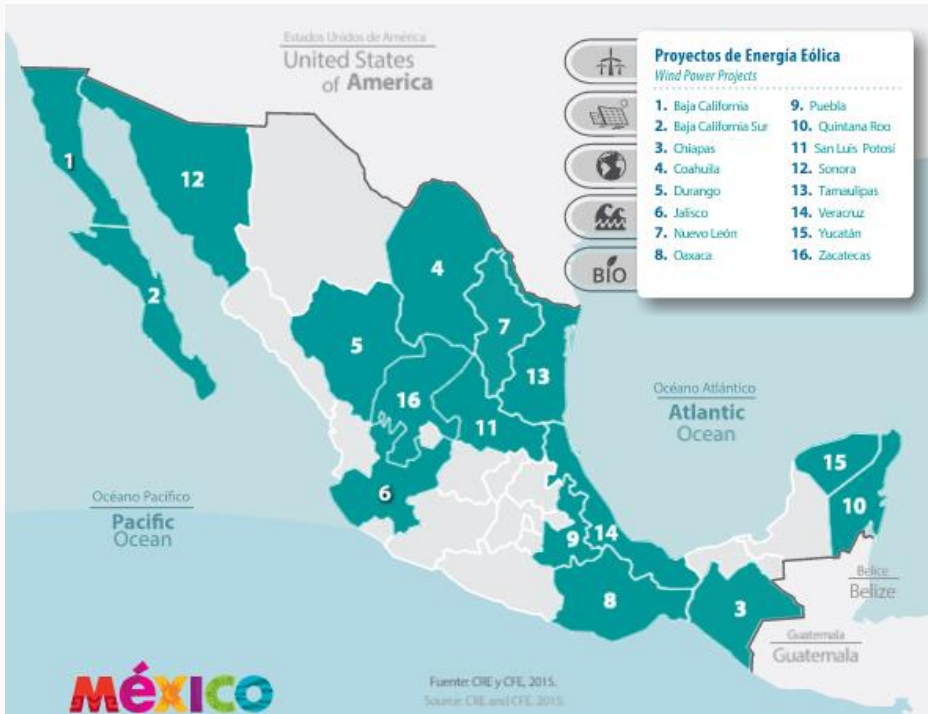 Estados Unidos de América
United States
of America
Proyectos de Energía Eólica
Wind Power Projects
1. Baja California
2. Baja California Sur
3. Chiapas
4. Coahuila
5. Durango
6. Jalisco
7. Nuevo León
8. Oaxaca
9. Puebla
10. Quintana Roo
11 San Luis Potosí
12. Sonora
13. Tamaulipas
14. Veracruz
15. Yucatán
16. Zacatecas
BIO
1
12
4
2
7
5
13
16
11
Océano Atlántico
Atlantic
Ocean
15
6
10
Océano Pacífico
Pacific
Ocean
9
14
Belice
Belize
8
3
Guatemala
Guatemala
méxico
Fuente: CRE y CFE, 2015.
Source: CRE and CFE, 2015.